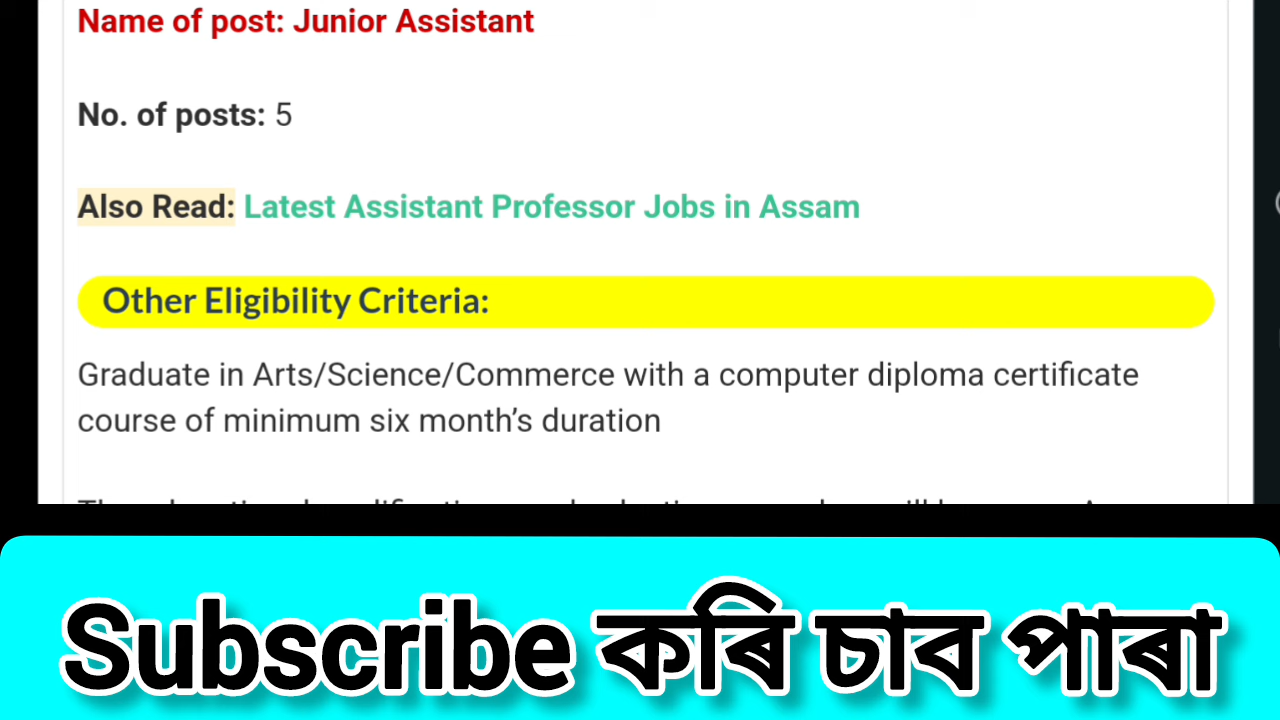 Name of post: Junior Assistant
No. of posts: 5
Also Read: Latest Assistant Professor Jobs in Assam
Other Eligibility Criteria:
Graduate in Arts/Science/Commerce with a computer diploma certificate
course of minimum six month’s duration
Subscribe কৰি চাব পাৰা